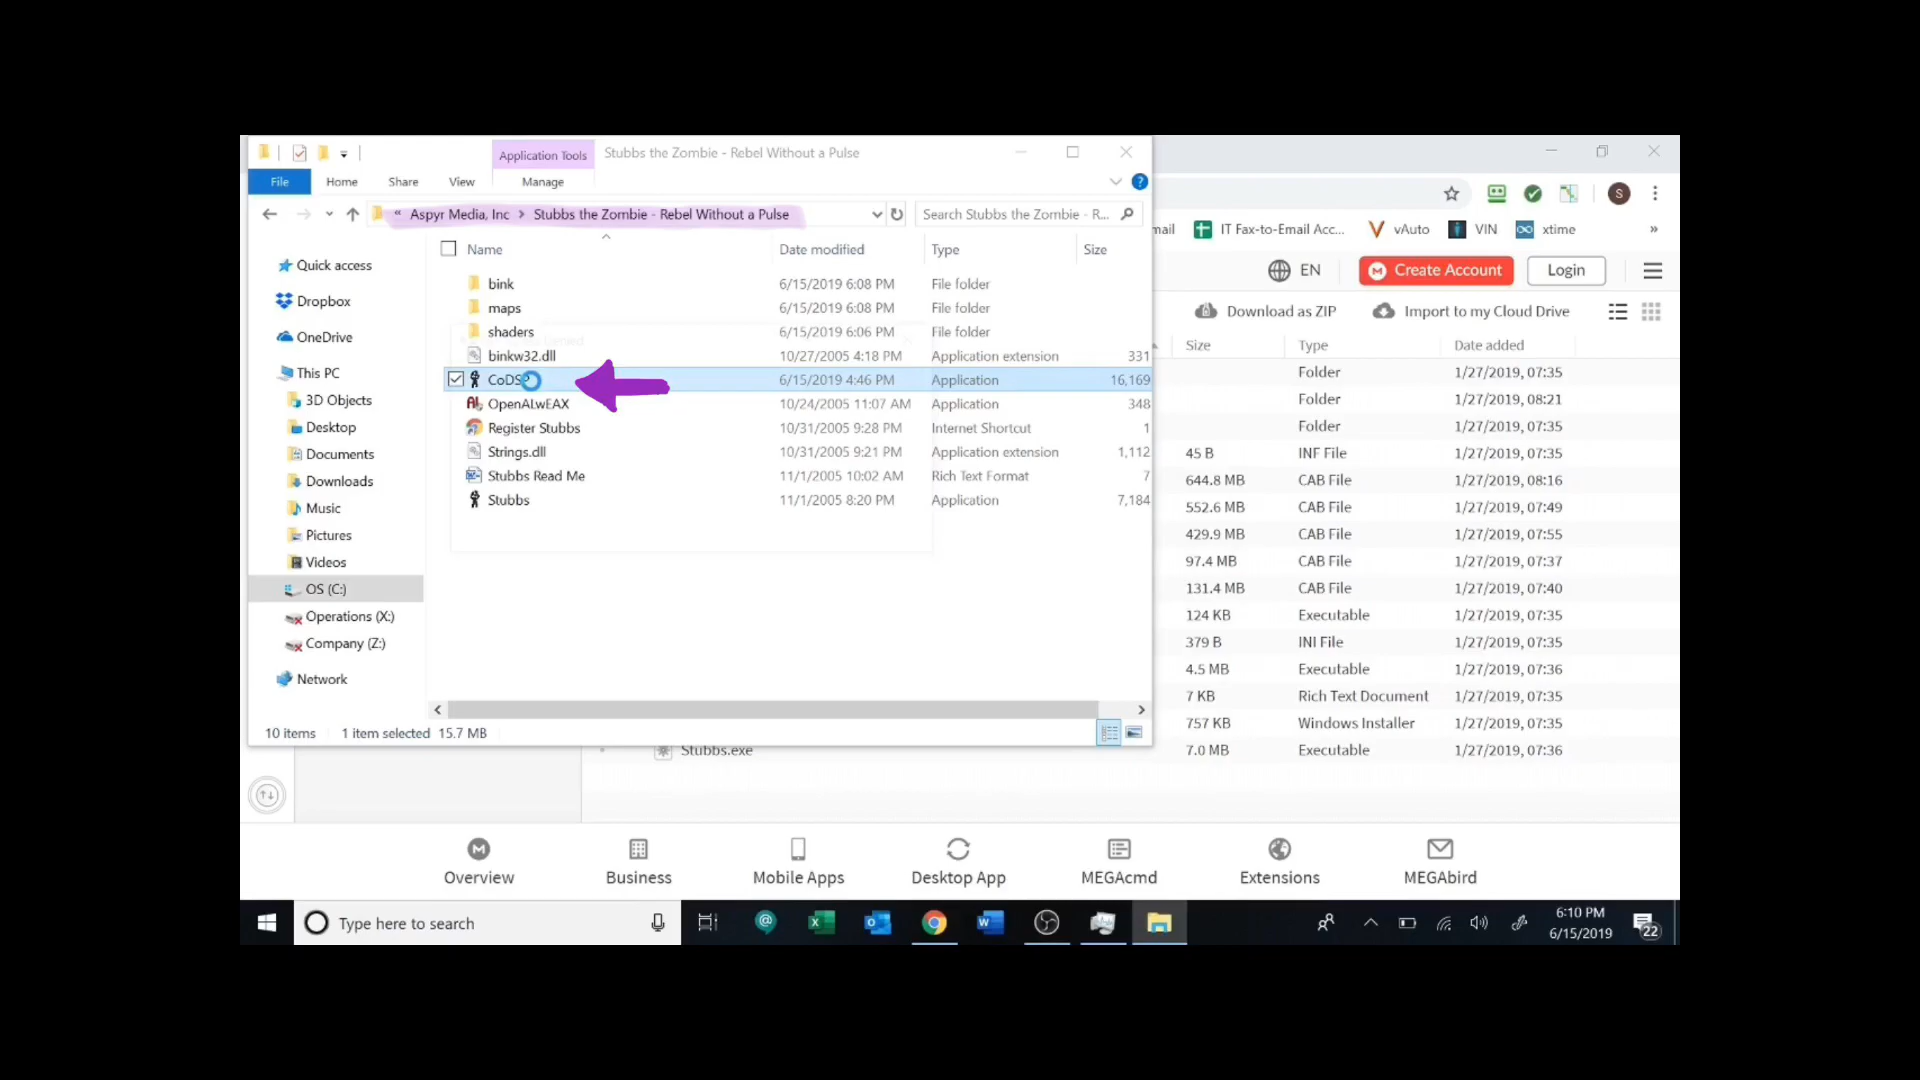 Application Tools
Stubbs the Zombie - Rebel Without a Pulse
File
Home
Share
View
Manage
« Aspyr Media, Inc > Stubbs the Zombie - Rebel Without a Pulse
Search Stubbs the Zombie - R...
Name
Date modified
Type
Size
Quick access
Dropbox
OneDrive
This PC
3D Objects
Desktop
Documents
Downloads
Music
Pictures
Videos
OS (C:)
Operations (X:)
Company (Z:)
Network
bink 6/15/2019 6:08 PM File folder
maps 6/15/2019 6:08 PM File folder
shaders 6/15/2019 6:06 PM File folder
binkw32.dll 10/27/2005 4:18 PM Application extension 331
CoDS 6/15/2019 4:46 PM Application 16,169
OpenALwEAX 10/24/2005 11:07 AM Application 348
Register Stubbs 10/31/2005 9:28 PM Internet Shortcut 1
Strings.dll 10/31/2005 9:21 PM Application extension 1,112
Stubbs Read Me 11/1/2005 10:02 AM Rich Text Format 7
Stubbs 11/1/2005 8:20 PM Application 7,184
10 items 1 item selected 15.7 MB
S
mail
IT Fax-to-Email Acc...
vAuto
VIN
xtime
»
EN
M Create Account
Login
Download as ZIP
Import to my Cloud Drive
Size Type Date added
Folder 1/27/2019, 07:35
Folder 1/27/2019, 08:21
Folder 1/27/2019, 07:35
45 B INF File 1/27/2019, 07:35
644.8 MB CAB File 1/27/2019, 08:16
552.6 MB CAB File 1/27/2019, 07:49
429.9 MB CAB File 1/27/2019, 07:55
97.4 MB CAB File 1/27/2019, 07:37
131.4 MB CAB File 1/27/2019, 07:40
124 KB Executable 1/27/2019, 07:35
379 B INI File 1/27/2019, 07:35
4.5 MB Executable 1/27/2019, 07:36
7 KB Rich Text Document 1/27/2019, 07:35
757 KB Windows Installer 1/27/2019, 07:35
Stubbs.exe 7.0 MB Executable 1/27/2019, 07:36
Overview
Business
Mobile Apps
Desktop App
MEGAcmd
Extensions
MEGAbird
Type here to search
6:10 PM
6/15/2019
22